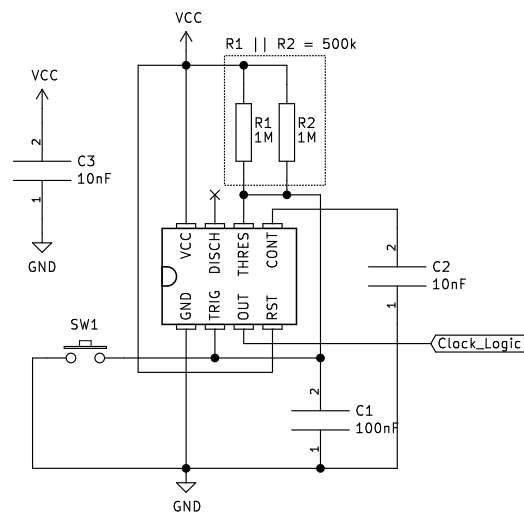 VCC
R1 || R2 = 500k
VCC
R1
1M
R2
1M
2
C3
10nF
1
GND
VCC
DISCH
THRES
CONT
2
C2
10nF
1
GND
TRIG
OUT
RST
SW1
Clock_Logic
2
C1
100nF
1
GND